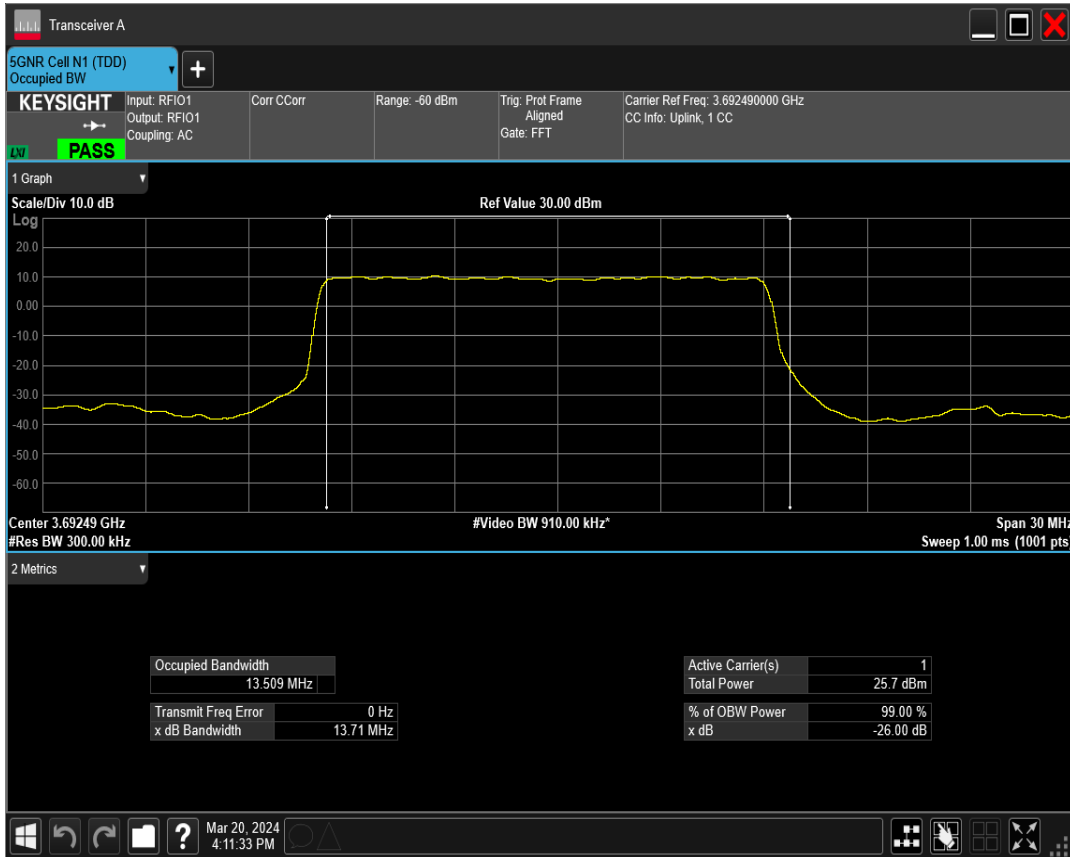 Transceiver A
5GNR Cell N1 (TDD)
Occupied BW
+
KEYSIGHT
LXI
PASS
Input: RFIO1
Output: RFIO1
Coupling: AC
Corr CCorr
Range: -60 dBm
Trig: Prot Frame
Aligned
Gate: FFT
Carrier Ref Freq: 3.692490000 GHz
CC Info: Uplink, 1 CC
1 Graph
Scale/Div 10.0 dB
Ref Value 30.00 dBm
Log
20.0
10.0
0.00
-10.0
-20.0
-30.0
-40.0
-50.0
-60.0
Center 3.69249 GHz
#Video BW 910.00 kHz*
Span 30 MHz
#Res BW 300.00 kHz
Sweep 1.00 ms (1001 pts)
2 Metrics
Occupied Bandwidth
13.509 MHz
Transmit Freq Error 0 Hz
x dB Bandwidth 13.71 MHz
Active Carrier(s) 1
Total Power 25.7 dBm
% of OBW Power 99.00 %
x dB -26.00 dB
?
Mar 20, 2024
4:11:33 PM